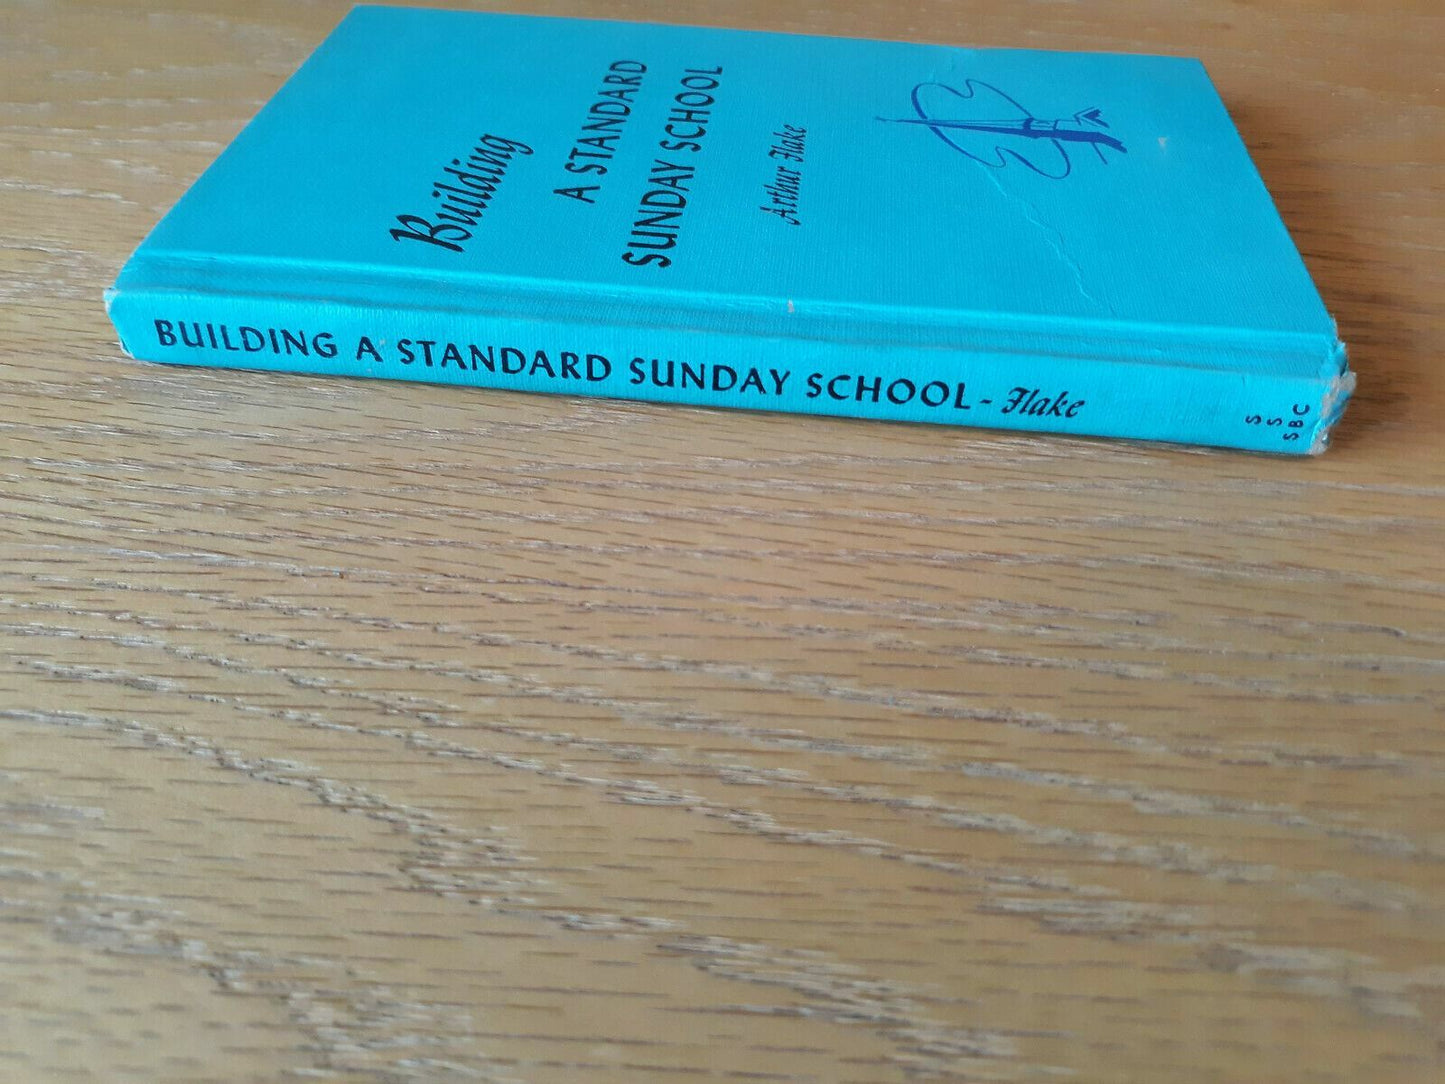 Building
A STANDARD
SUNDAY SCHOOL
Arthur Flake
BUILDING A STANDARD SUNDAY SCHOOL - Flake
S
S
SBC